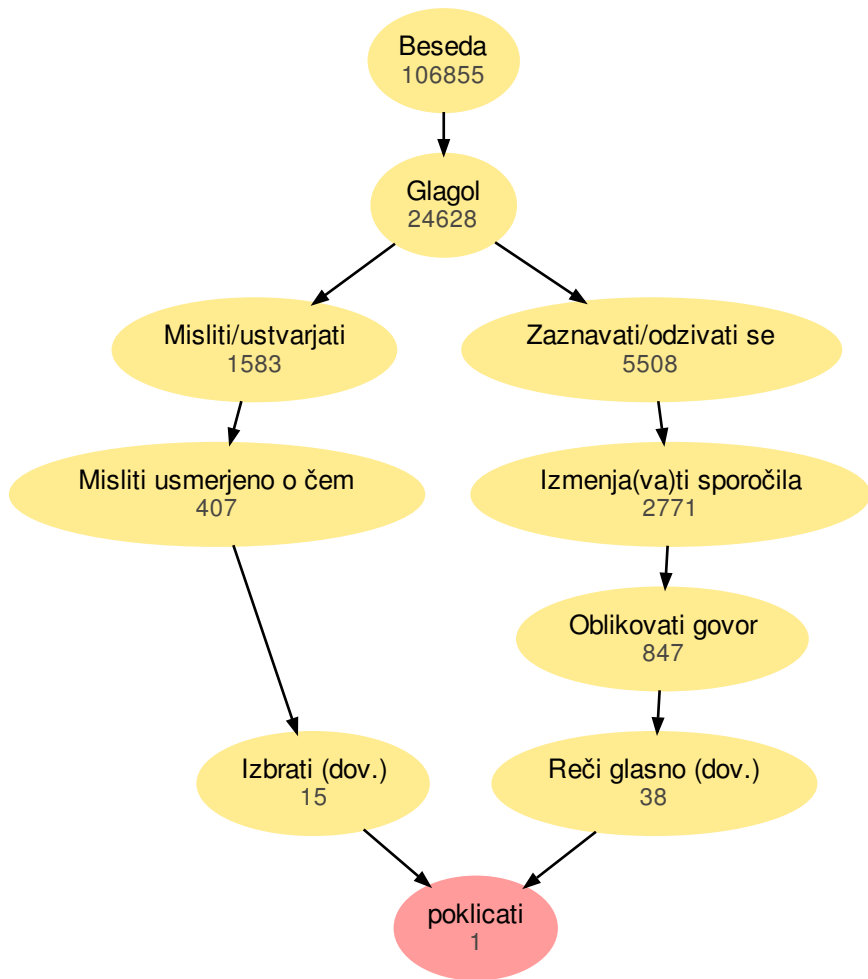 Beseda
106855
Glagol
24628
Misliti/ustvarjati
1583
Zaznavati/odzivati se
5508
Misliti usmerjeno o čem
407
Izmenja(va)ti sporočila
2771
Oblikovati govor
847
Izbrati (dov.)
15
Reči glasno (dov.)
38
poklicati
1